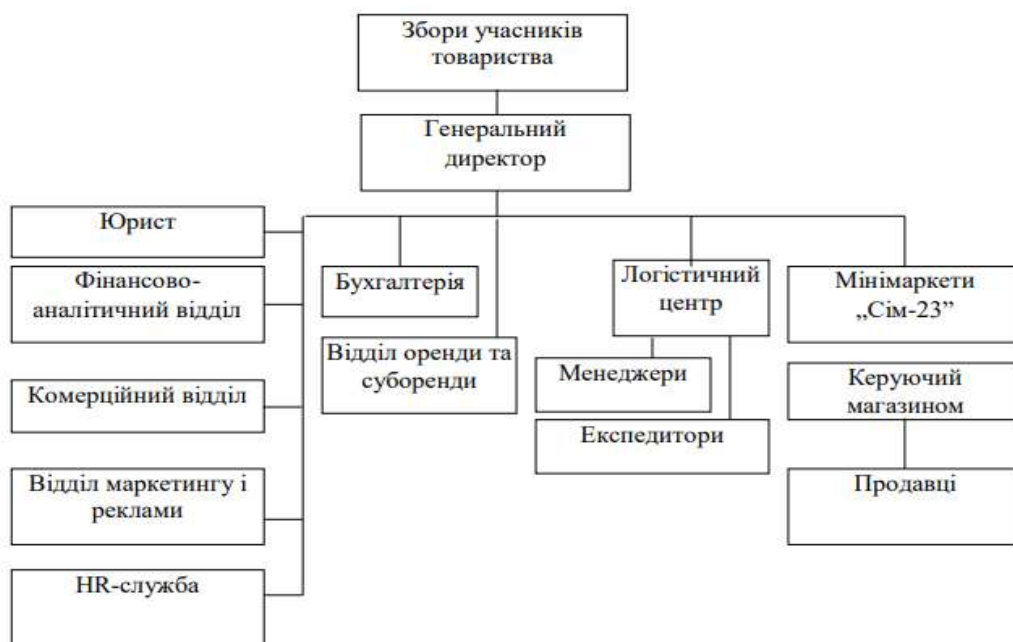 Збори учасників
товариства
Генеральний
директор
Юрист
Фінансово-
аналітичний відділ
Комерційний відділ
Відділ маркетингу і
реклами
HR-служба
Бухгалтерія
Відділ оренди та
суборенди
Логістичний
центр
Менеджери
Експедитори
Мінімаркети
„Сім-23”
Керуючий
магазином
Продавці